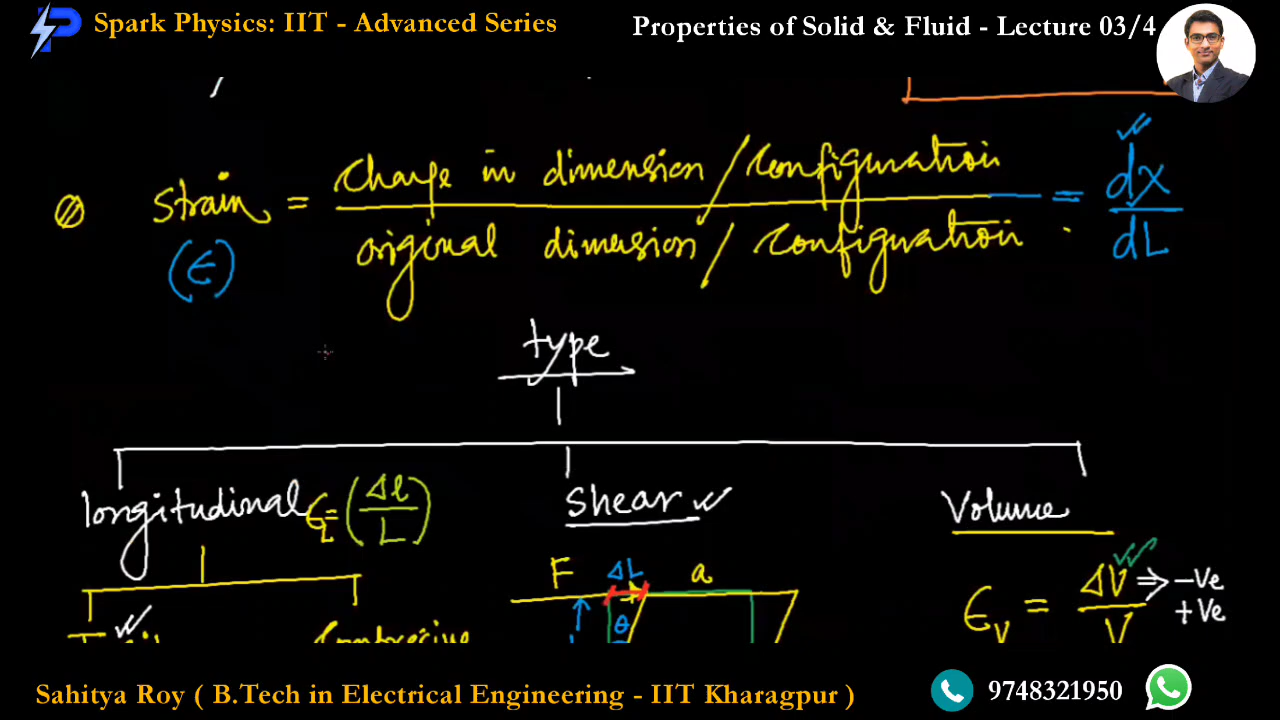 Spark Physics: IIT - Advanced Series
Properties of Solid & Fluid - Lecture 03/4
Strain = Change in dimension / Configuration / original dimension / Configuration = dx / dL
(ϵ)
type
longitudinal ϵL = (Δl / L)
Shear
Volume
F ΔL a
θ
ϵV = ΔV / V ⇒ -Ve
+Ve
Compressive
Sahitya Roy ( B.Tech in Electrical Engineering - IIT Kharagpur )
9748321950